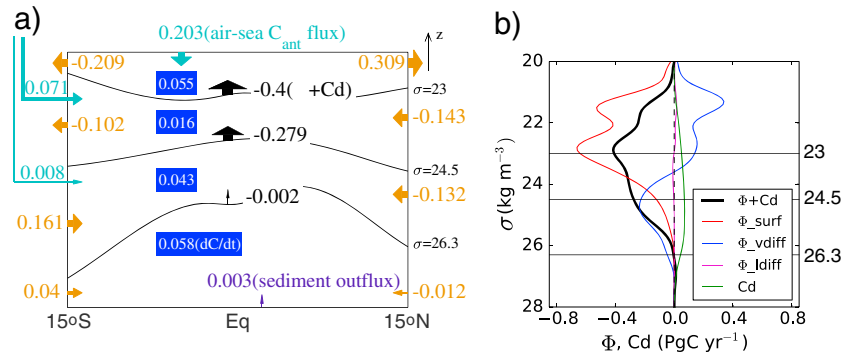 a)
0.203(air-sea C_ant flux)
z
-0.209
0.309
0.055
-0.4( +Cd)
σ=23
0.071
0.016
-0.102
-0.143
-0.279
σ=24.5
0.008
0.043
-0.132
-0.002
0.161
0.058(dC/dt)
σ=26.3
0.003(sediment outflux)
0.04
-0.012
15oS
Eq
15oN
b)
20
22
24
26
28
σ (kg m⁻³)
23
24.5
26.3
Φ+Cd
Φ_surf
Φ_vdiff
Φ_ldiff
Cd
−0.8
−0.4
0.0
0.4
0.8
Φ, Cd (PgC yr⁻¹)